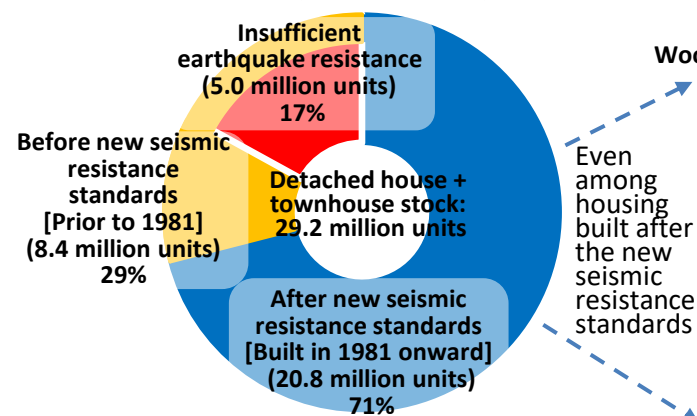 Insufficient
earthquake resistance
(5.0 million units)
17%
Before new seismic
resistance
standards
[Prior to 1981]
(8.4 million units)
29%
Detached house +
townhouse stock:
29.2 million units
After new seismic
resistance standards
[Built in 1981 onward]
(20.8 million units)
71%
Even
among
housing
built after
the new
seismic
resistance
standards